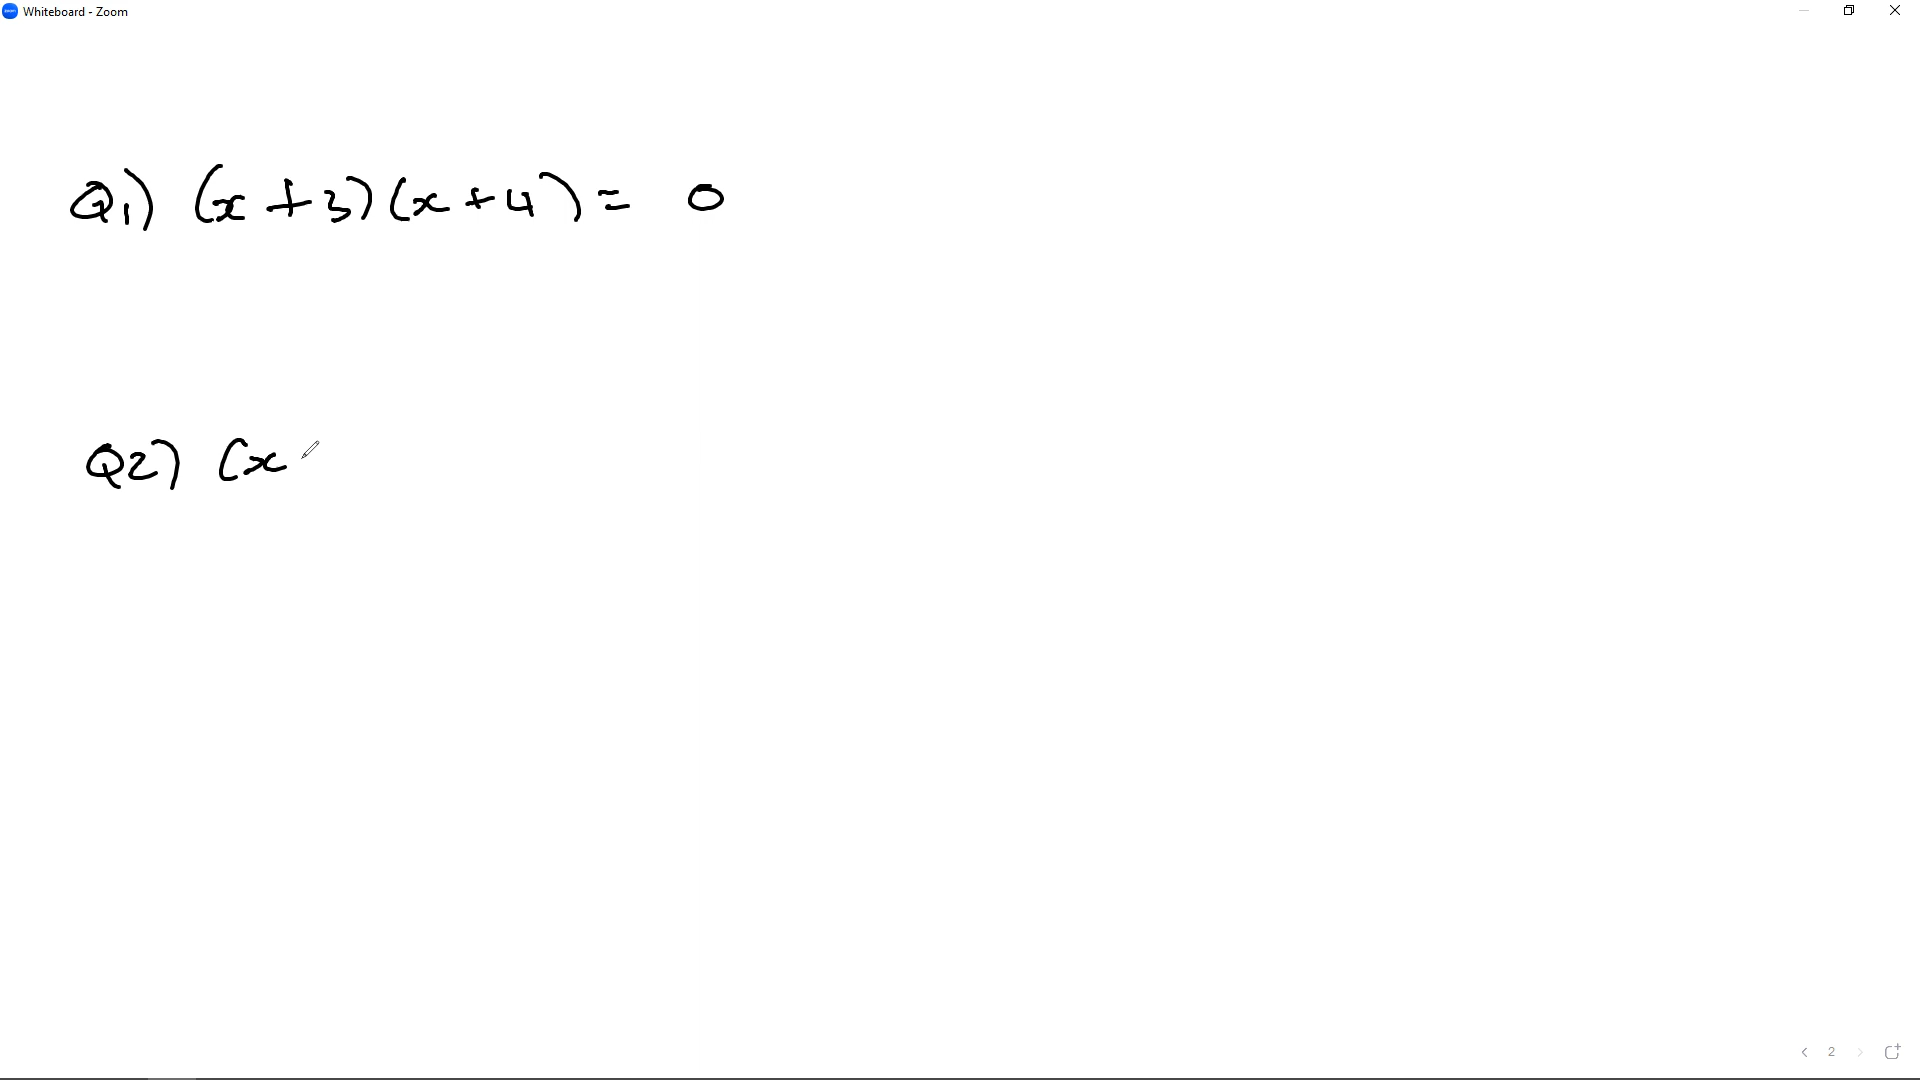 Whiteboard - Zoom
Q1) (x+3)(x+4) = 0
Q2) (x
2